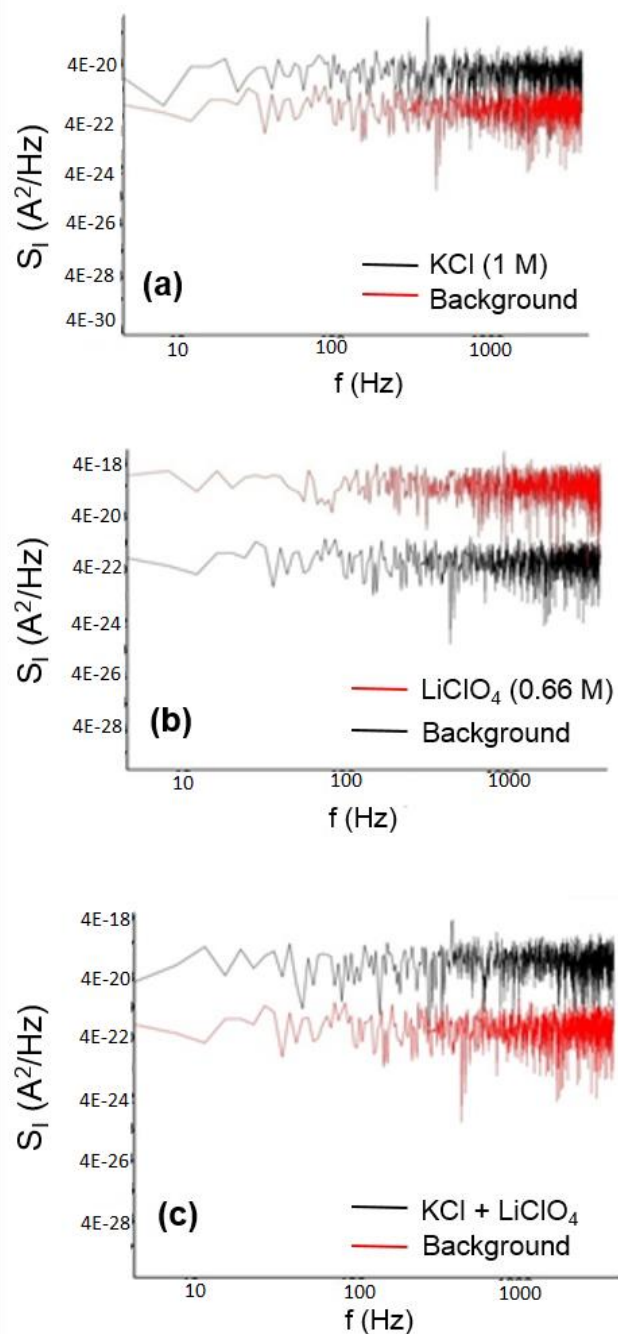 4E-20
4E-22
4E-24
4E-26
4E-28
4E-30
S_I (A²/Hz)
(a)
KCl (1 M)
Background
10 100 1000
f (Hz)
4E-18
4E-20
4E-22
4E-24
4E-26
4E-28
S_I (A²/Hz)
(b)
LiClO₄ (0.66 M)
Background
10 100 1000
f (Hz)
4E-18
4E-20
4E-22
4E-24
4E-26
4E-28
S_I (A²/Hz)
(c)
KCl + LiClO₄
Background
10 100 1000
f (Hz)